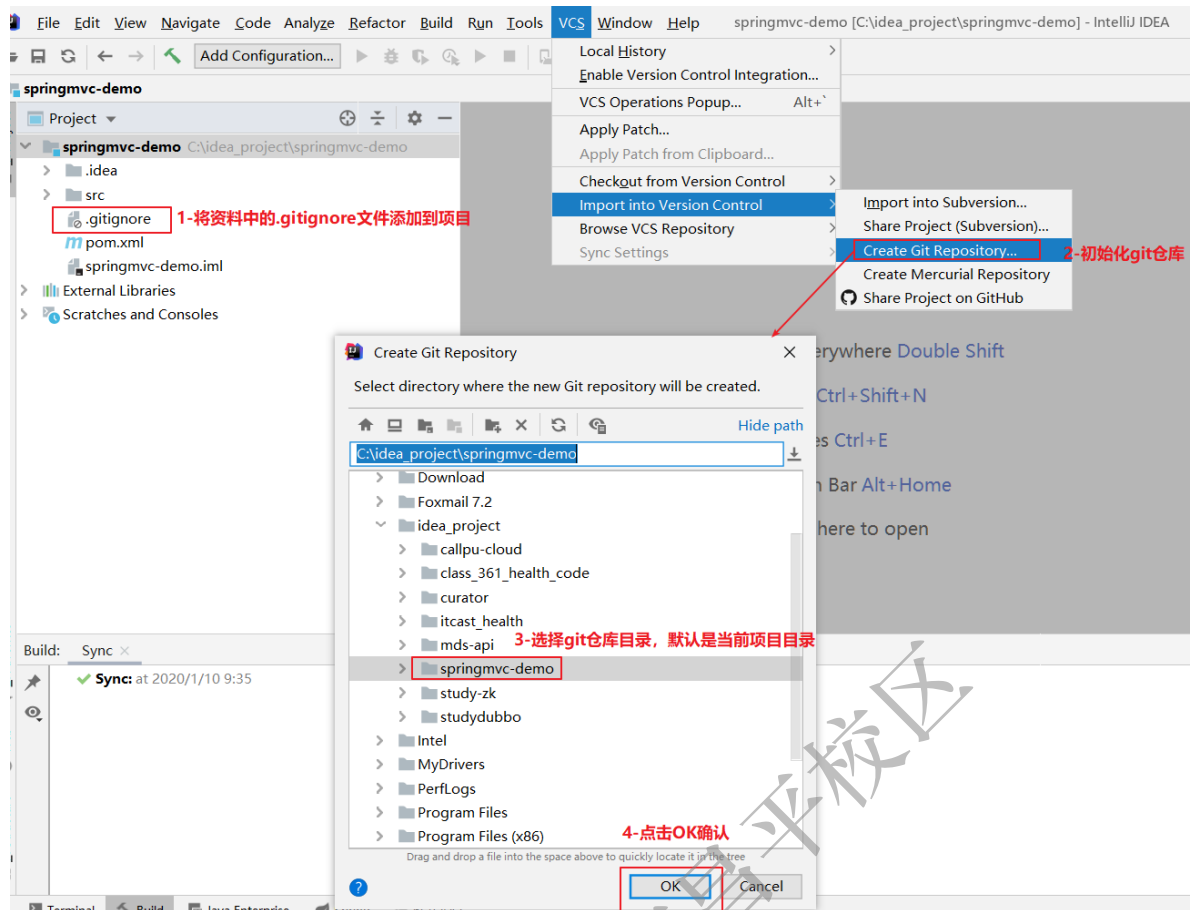 File Edit View Navigate Code Analyze Refactor Build Run Tools VCS Window Help springmvc-demo [C:\idea_project\springmvc-demo] - IntelliJ IDEA
Add Configuration...
springmvc-demo
Project
springmvc-demo C:\idea_project\springmvc-demo
.idea
src
.gitignore 1-将资料中的.gitignore文件添加到项目
pom.xml
springmvc-demo.iml
External Libraries
Scratches and Consoles
Local History
Enable Version Control Integration...
VCS Operations Popup... Alt+`
Apply Patch...
Apply Patch from Clipboard...
Checkout from Version Control
Import into Version Control
Browse VCS Repository
Sync Settings
Import into Subversion...
Share Project (Subversion)...
Create Git Repository... 2-初始化git仓库
Create Mercurial Repository
Share Project on GitHub
Double Shift
Ctrl+Shift+N
Ctrl+E
Bar Alt+Home
here to open
Create Git Repository
Select directory where the new Git repository will be created.
Hide path
C:\idea_project\springmvc-demo
Download
Foxmail 7.2
idea_project
callpu-cloud
class_361_health_code
curator
itcast_health
mds-api
3-选择git仓库目录，默认是当前项目目录
springmvc-demo
study-zk
studydubbo
Intel
MyDrivers
PerfLogs
Program Files
Program Files (x86)
4-点击OK确认
Drag and drop a file into the space above to quickly locate it in the tree
? OK Cancel
Build: Sync
Sync: at 2020/1/10 9:35
Terminal Build Java Enterprise
昌平校区